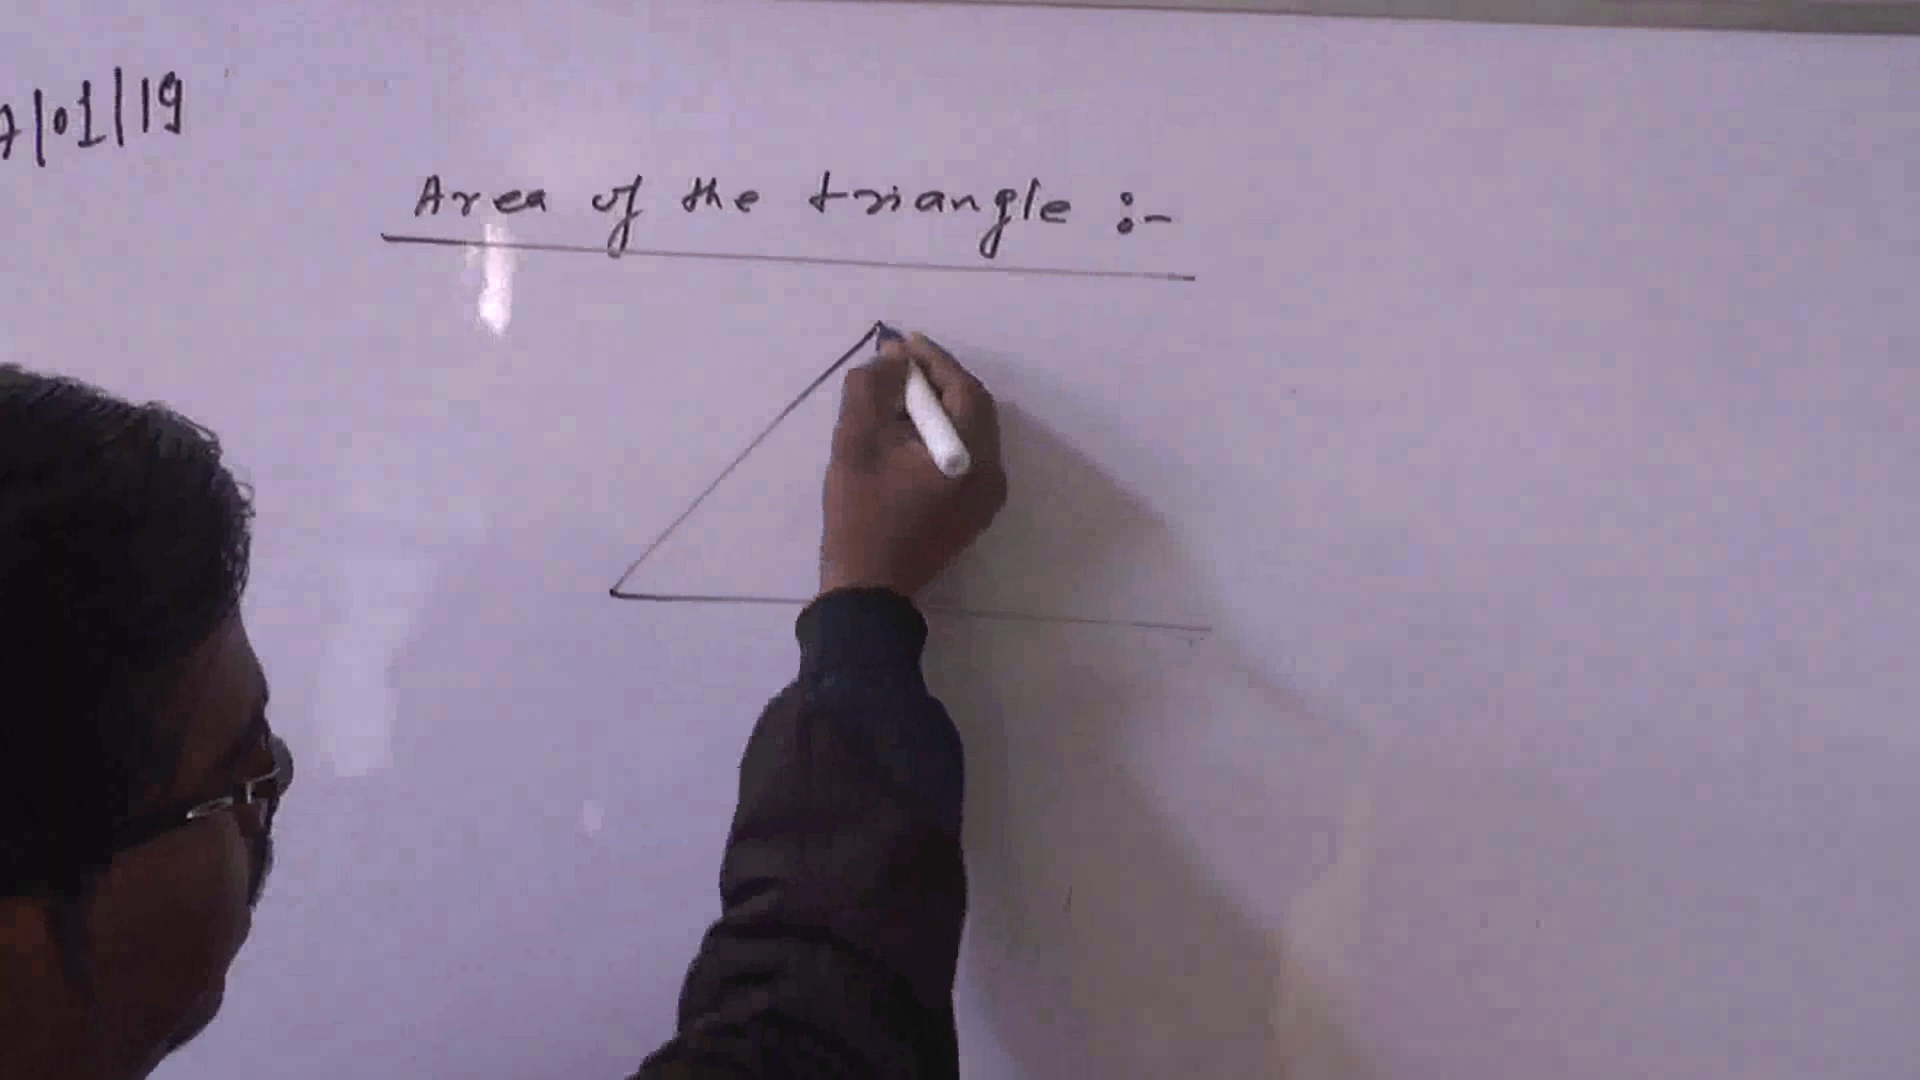 7/01/19
Area of the triangle :-